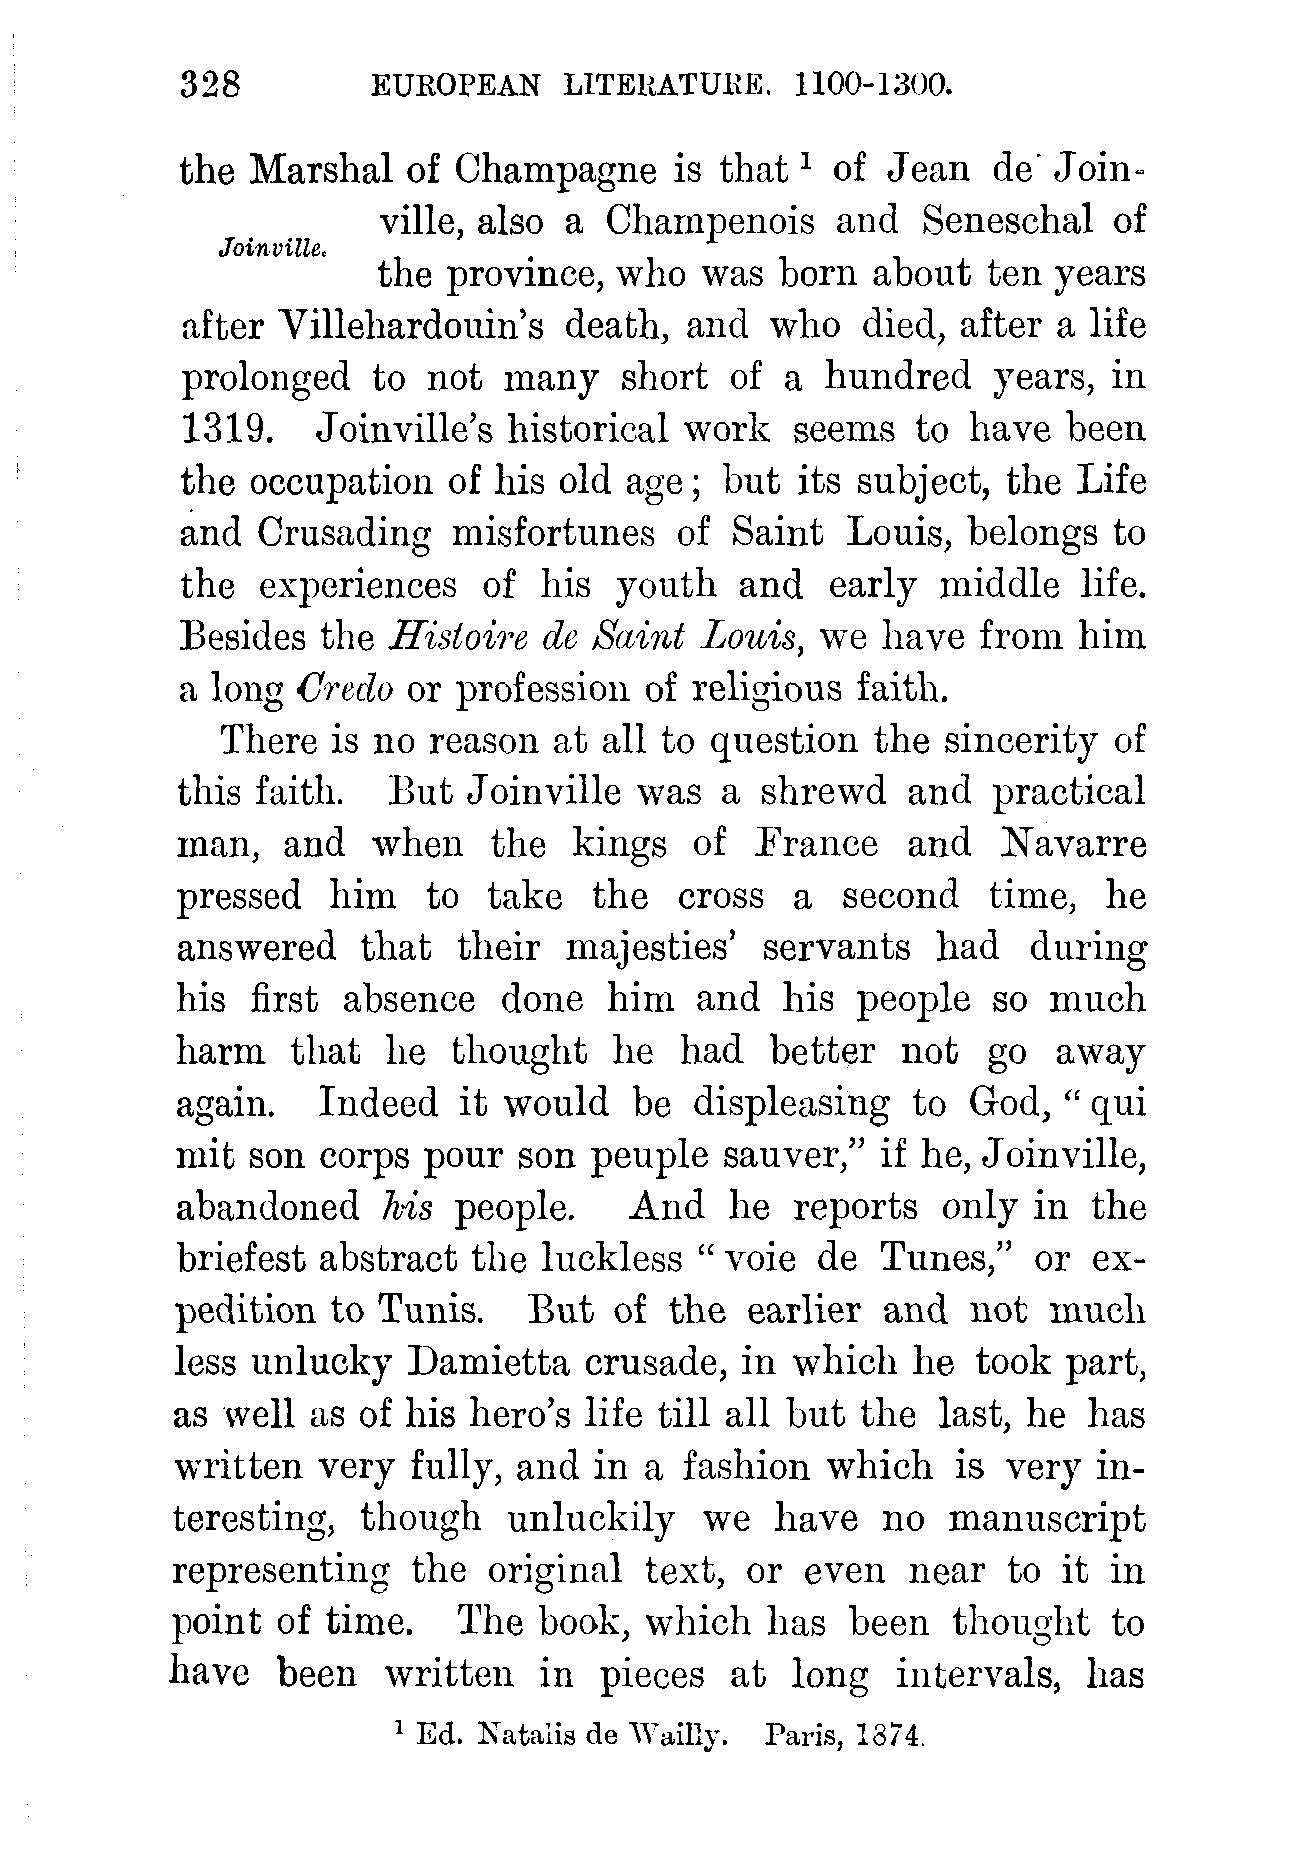 328 EUROPEAN LITERATURE, 1100-1300.
the Marshal of Champagne is that ¹ of Jean de Join-
ville, also a Champenois and Seneschal of
Joinville.
the province, who was born about ten years
after Villehardouin's death, and who died, after a life
prolonged to not many short of a hundred years, in
1319. Joinville's historical work seems to have been
the occupation of his old age; but its subject, the Life
and Crusading misfortunes of Saint Louis, belongs to
the experiences of his youth and early middle life.
Besides the Histoire de Saint Louis, we have from him
a long Credo or profession of religious faith.
There is no reason at all to question the sincerity of
this faith. But Joinville was a shrewd and practical
man, and when the kings of France and Navarre
pressed him to take the cross a second time, he
answered that their majesties' servants had during
his first absence done him and his people so much
harm that he thought he had better not go away
again. Indeed it would be displeasing to God, "qui
mit son corps pour son peuple sauver," if he, Joinville,
abandoned his people. And he reports only in the
briefest abstract the luckless "voie de Tunes," or ex-
pedition to Tunis. But of the earlier and not much
less unlucky Damietta crusade, in which he took part,
as well as of his hero's life till all but the last, he has
written very fully, and in a fashion which is very in-
teresting, though unluckily we have no manuscript
representing the original text, or even near to it in
point of time. The book, which has been thought to
have been written in pieces at long intervals, has
¹ Ed. Natalis de Wailly. Paris, 1874.